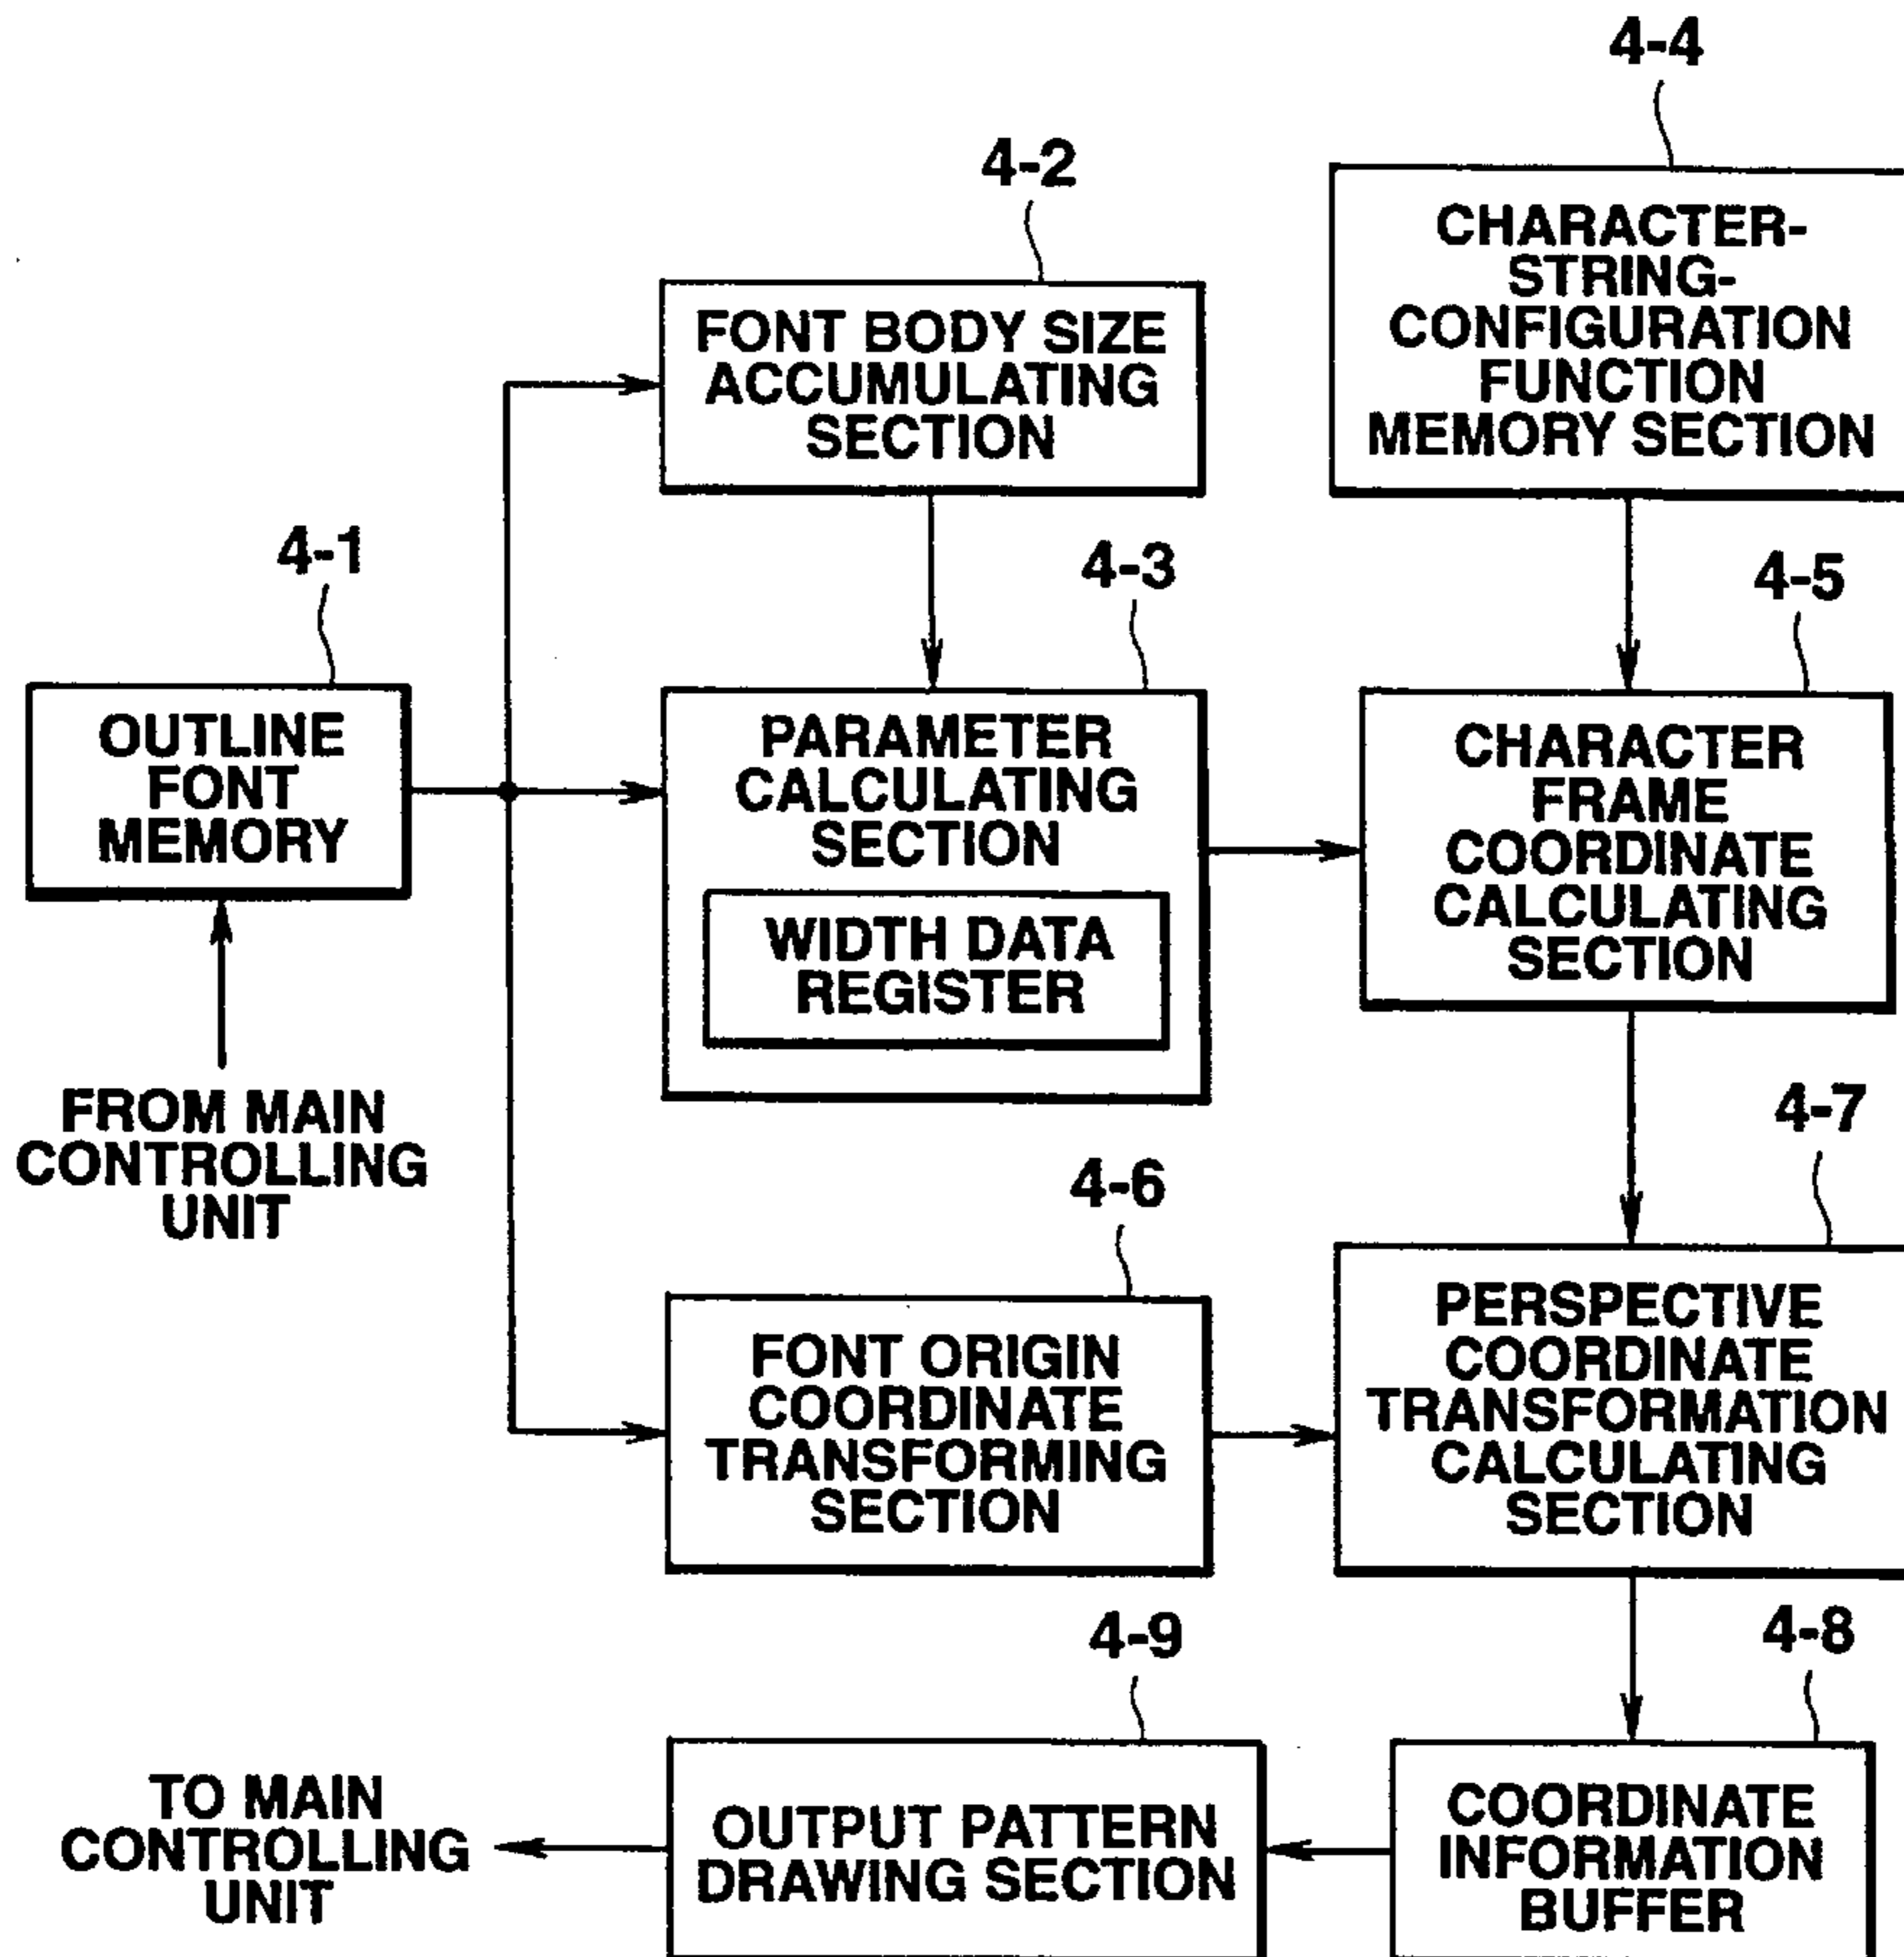 4-4
4-2
CHARACTER-
STRING-
CONFIGURATION
FUNCTION
MEMORY SECTION
FONT BODY SIZE
ACCUMULATING
SECTION
4-1
4-3
4-5
OUTLINE
FONT
MEMORY
PARAMETER
CALCULATING
SECTION
WIDTH DATA
REGISTER
CHARACTER
FRAME
COORDINATE
CALCULATING
SECTION
FROM MAIN
CONTROLLING
UNIT
4-6
4-7
FONT ORIGIN
COORDINATE
TRANSFORMING
SECTION
PERSPECTIVE
COORDINATE
TRANSFORMATION
CALCULATING
SECTION
4-9
4-8
TO MAIN
CONTROLLING
UNIT
OUTPUT PATTERN
DRAWING SECTION
COORDINATE
INFORMATION
BUFFER